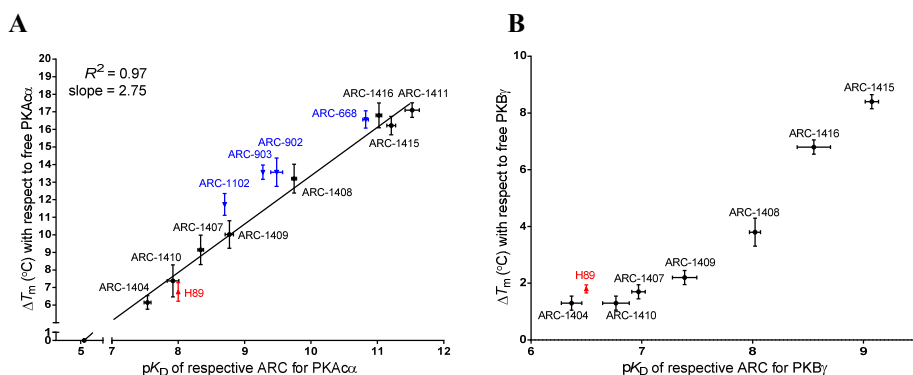 A
B
ΔTm (°C) with respect to free PKAcα
20
19
18
17
16
15
14
13
12
11
10
9
8
7
6
1
0
R² = 0.97
slope = 2.75
ARC-1416
ARC-1411
ARC-668
ARC-1415
ARC-902
ARC-903
ARC-1408
ARC-1102
ARC-1407
ARC-1409
ARC-1410
ARC-1404
H89
5
7
8
9
10
11
12
pKD of respective ARC for PKAcα
ΔTm (°C) with respect to free PKBγ
10
8
6
4
2
0
ARC-1415
ARC-1416
ARC-1408
ARC-1409
H89
ARC-1407
ARC-1404
ARC-1410
6
7
8
9
pKD of respective ARC for PKBγ